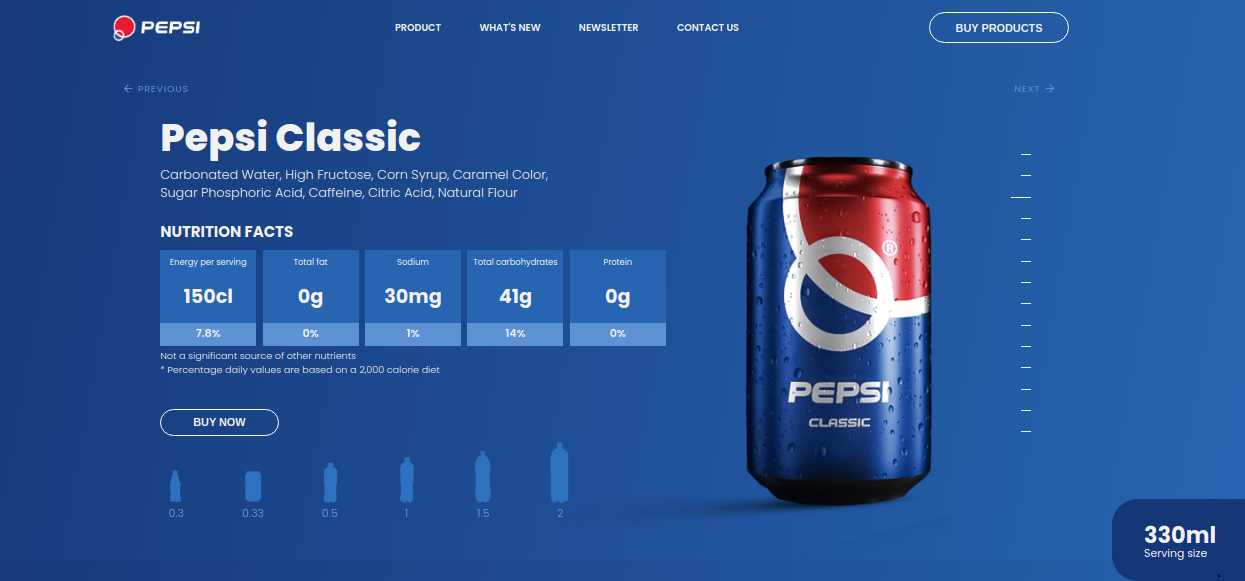 PEPSI
PRODUCT WHAT'S NEW NEWSLETTER CONTACT US
BUY PRODUCTS
← PREVIOUS
NEXT →
Pepsi Classic
Carbonated Water, High Fructose, Corn Syrup, Caramel Color,
Sugar Phosphoric Acid, Caffeine, Citric Acid, Natural Flour
NUTRITION FACTS
Energy per serving Total fat Sodium Total carbohydrates Protein
150cl 0g 30mg 41g 0g
7.8% 0% 1% 14% 0%
Not a significant source of other nutrients
* Percentage daily values are based on a 2,000 calorie diet
BUY NOW
0.3 0.33 0.5 1 1.5 2
®
PEPSI
CLASSIC
330ml
Serving size